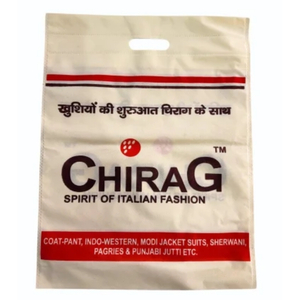 खुशियों की शुरुआत चिराग के साथ
CHIRAG™
SPIRIT OF ITALIAN FASHION
COAT-PANT, INDO-WESTERN, MODI JACKET SUITS, SHERWANI,
PAGRIES & PUNJABI JUTTI ETC.